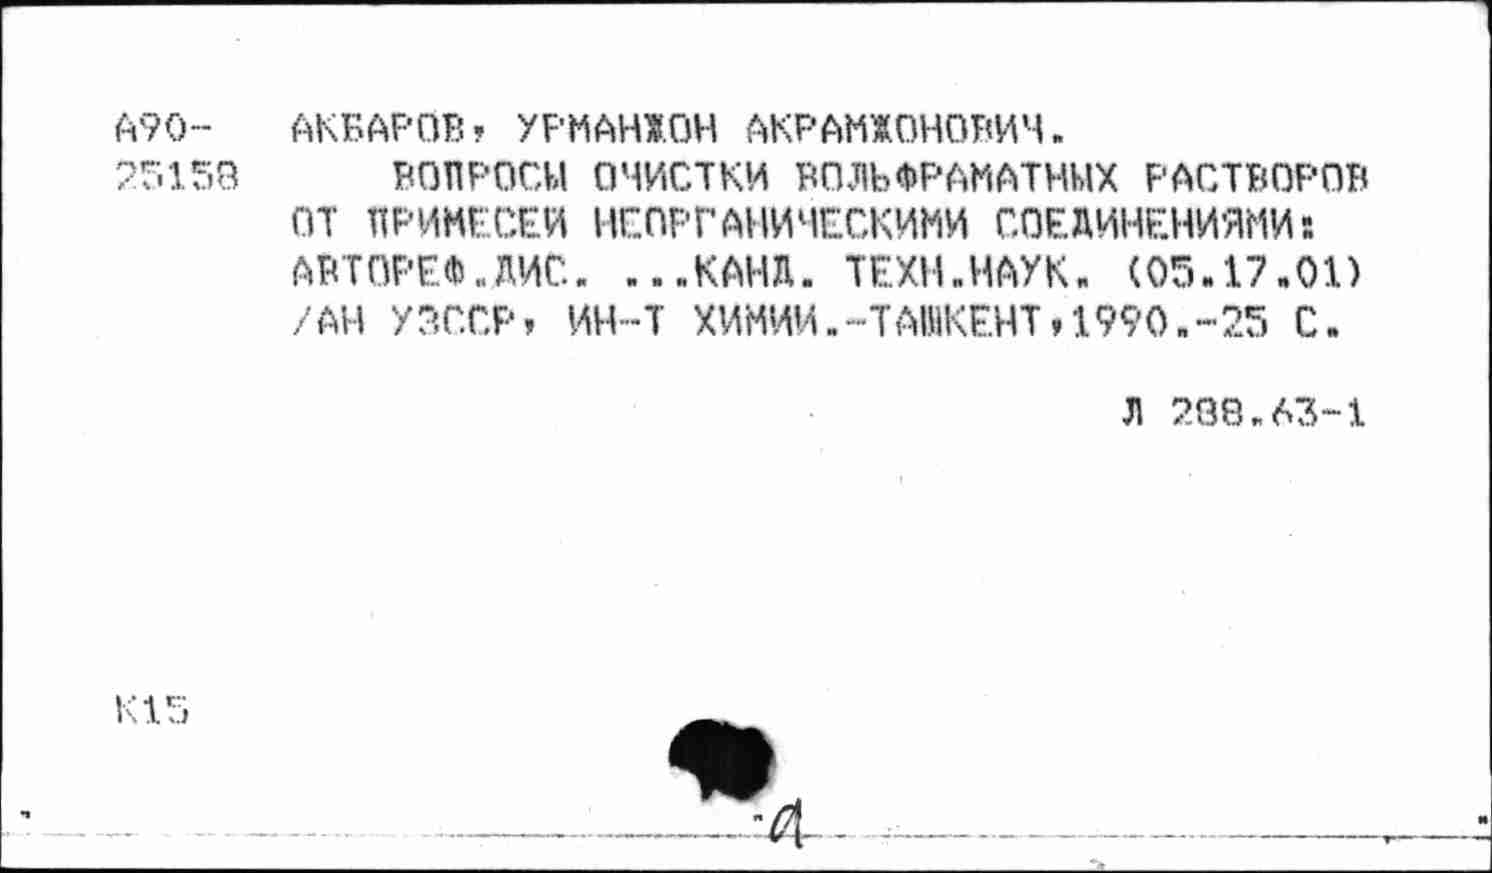 А90- АКБАРОВ, УРМАНЖОН АКРАМЖОНОВИЧ.
25158 ВОПРОСЫ ОЧИСТКИ ВОЛЬФРАМАТНЫХ РАСТВОРОВ
ОТ ПРИМЕСЕЙ НЕОРГАНИЧЕСКИМИ СОЕДИНЕНИЯМИ:
АВТОРЕФ.ДИС. ...КАНД. ТЕХН.НАУК. (05.17.01)
/АН УЗССР, ИН-Т ХИМИИ.-ТАШКЕНТ,1990.-25 С.
Л 288.63-1
К15
а